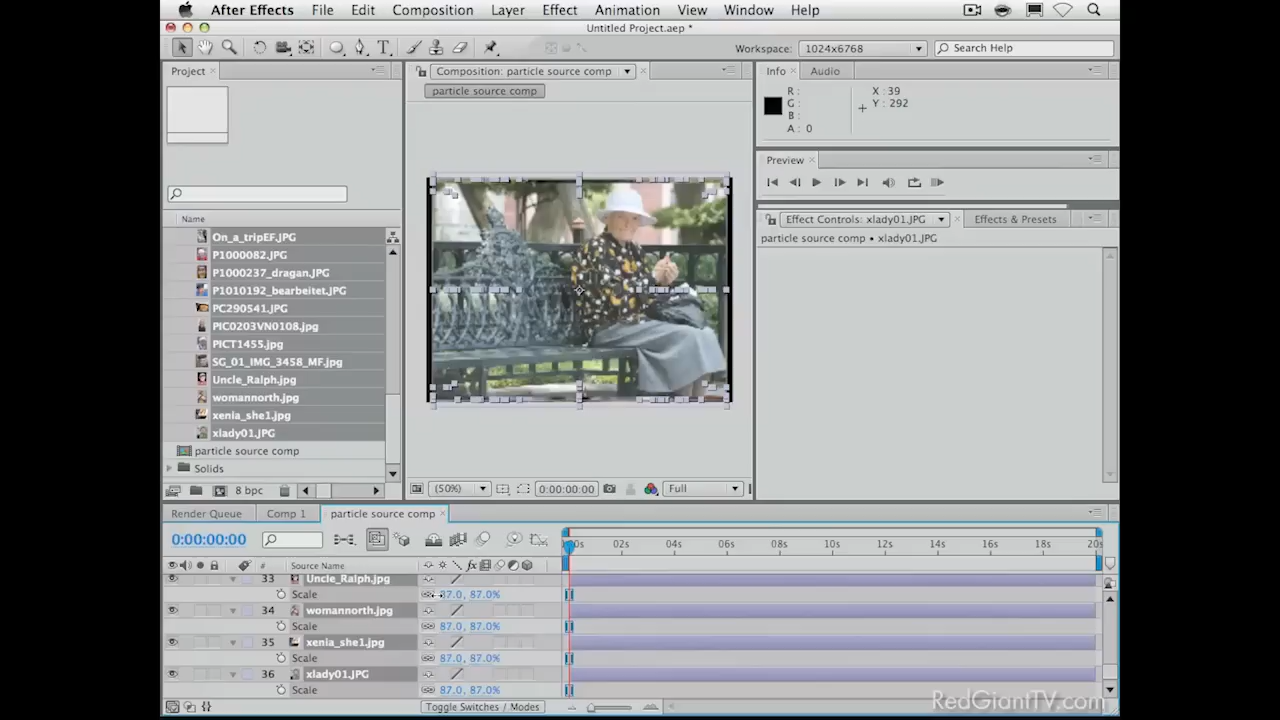 After Effects File Edit Composition Layer Effect Animation View Window Help
Untitled Project.aep *
T Workspace: 1024x6768 Search Help
Project Composition: particle source comp Info Audio
particle source comp
R : X : 39
G : Y : 292
B :
A : 0
Preview
Name Effect Controls: xlady01.JPG Effects & Presets
On_a_tripEF.JPG particle source comp • xlady01.JPG
P1000082.JPG
P1000237_dragan.JPG
P1010192_bearbeitet.JPG
PC290541.JPG
PIC0203VN0108.jpg
PICT1455.jpg
SG_01_IMG_3458_MF.jpg
Uncle_Ralph.jpg
womannorth.jpg
xenia_she1.jpg
xlady01.JPG
particle source comp
Solids
8 bpc (50%) 0:00:00:00 Full
Render Queue Comp 1 particle source comp
0:00:00:00 00s 02s 04s 06s 08s 10s 12s 14s 16s 18s 20s
# Source Name fx
33 Uncle_Ralph.jpg
Scale 87.0, 87.0%
34 womannorth.jpg
Scale 87.0, 87.0%
35 xenia_she1.jpg
Scale 87.0, 87.0%
36 xlady01.JPG
Scale 87.0, 87.0%
Toggle Switches / Modes
RedGiantTV.com